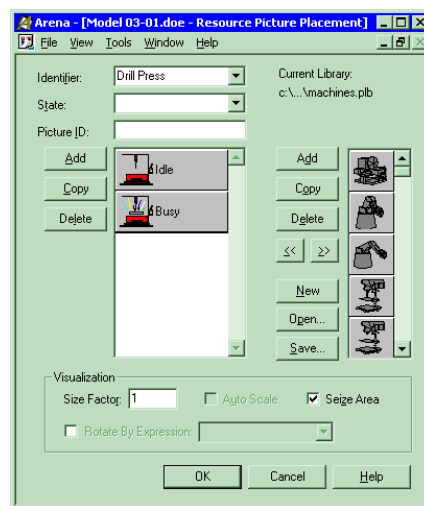 Arena - [Model 03-01.doe - Resource Picture Placement]
File View Tools Window Help
Identifier: Drill Press
Current Library:
c:\...\machines.plb
State:
Picture ID:
Add
Copy
Delete
Idle
Busy
Add
Copy
Delete
<< >>
New
Open...
Save...
Visualization
Size Factor: 1 Auto Scale Seize Area
Rotate By Expression:
OK Cancel Help